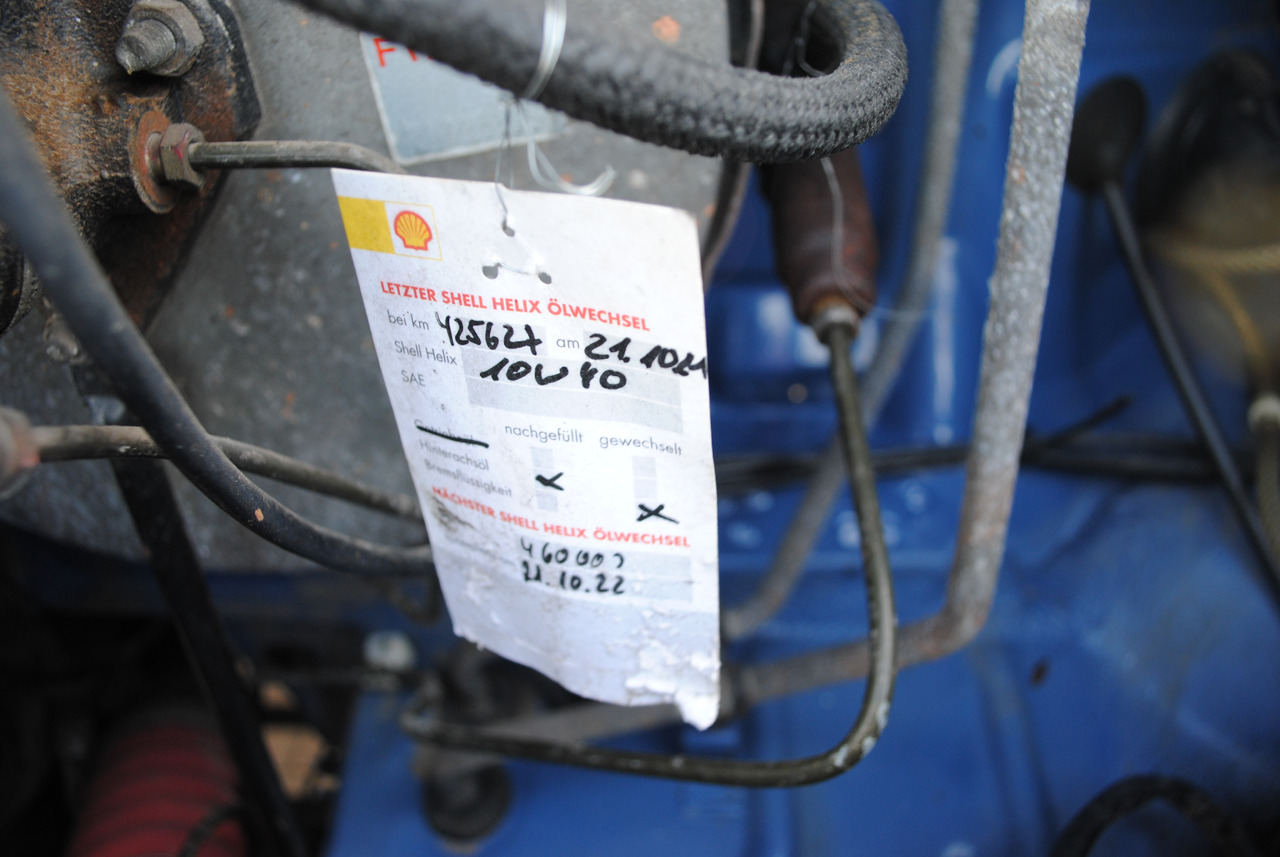 LETZTER SHELL HELIX ÖLWECHSEL
bei km 425627 am 21.10.21
Shell Helix 10W40
SAE
nachgefüllt gewechselt
Hinterachsöl
Bremsflüssigkeit
NÄCHSTER SHELL HELIX ÖLWECHSEL
21.10.22